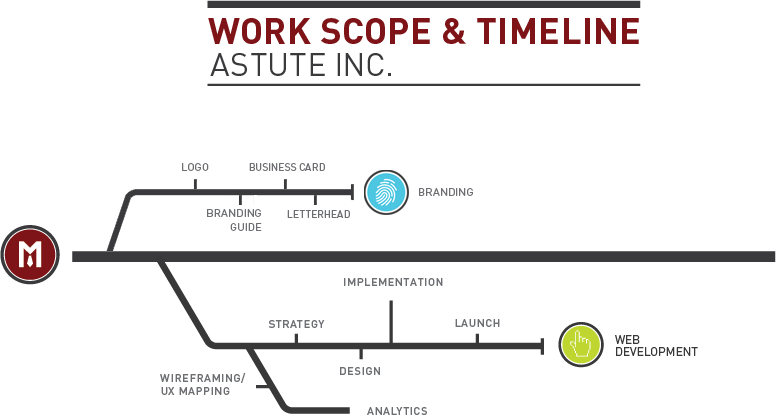 WORK SCOPE & TIMELINE
ASTUTE INC.
LOGO
BUSINESS CARD
BRANDING
BRANDING
GUIDE
LETTERHEAD
M
IMPLEMENTATION
STRATEGY
LAUNCH
WEB
DEVELOPMENT
DESIGN
WIREFRAMING/
UX MAPPING
ANALYTICS